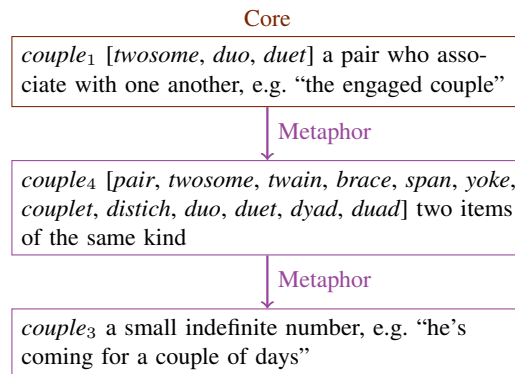 Core
couple₁ [twosome, duo, duet] a pair who asso-
ciate with one another, e.g. “the engaged couple”
Metaphor
couple₄ [pair, twosome, twain, brace, span, yoke,
couplet, distich, duo, duet, dyad, duad] two items
of the same kind
Metaphor
couple₃ a small indefinite number, e.g. “he’s
coming for a couple of days”